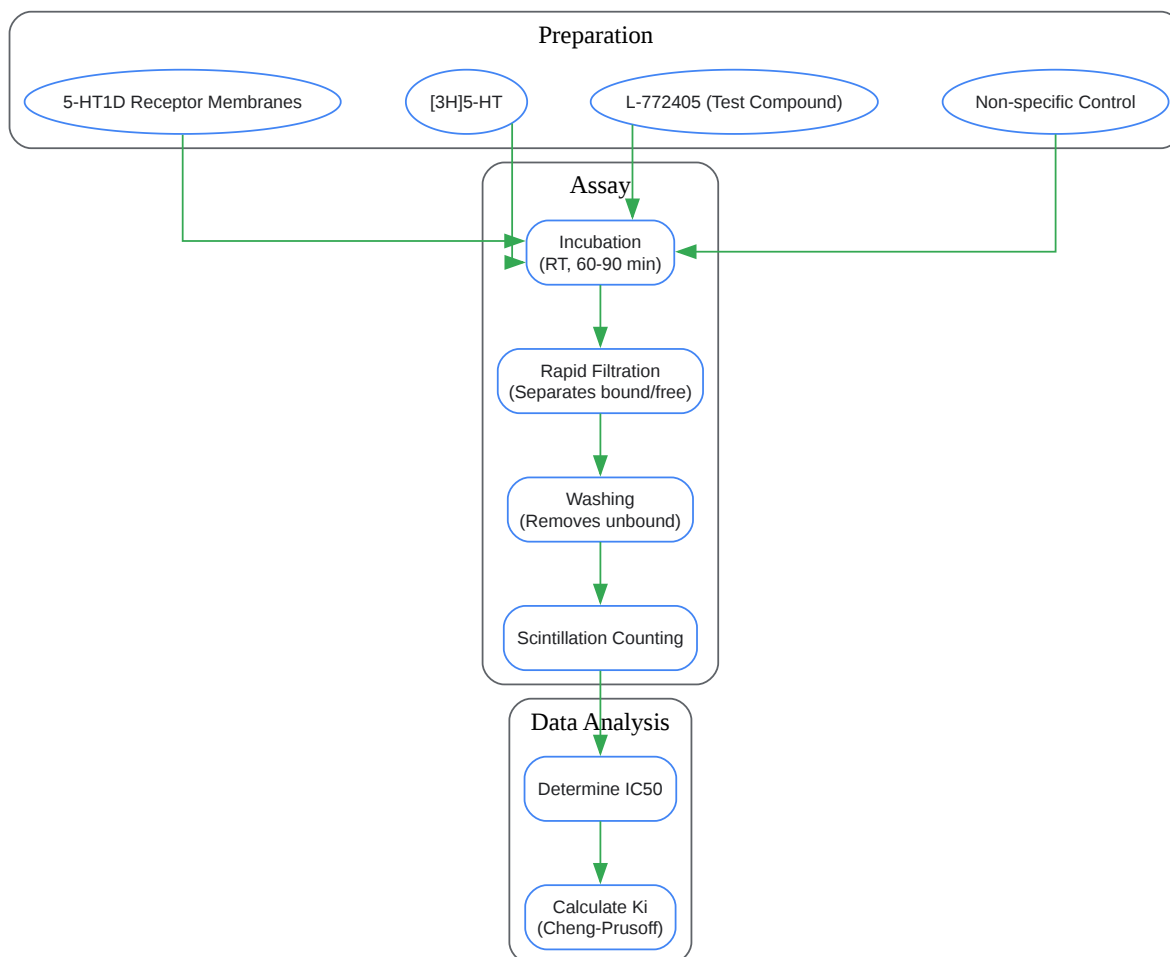 Preparation
5-HT1D Receptor Membranes
[3H]5-HT
L-772405 (Test Compound)
Non-specific Control
Assay
Incubation
(RT, 60-90 min)
Rapid Filtration
(Separates bound/free)
Washing
(Removes unbound)
Scintillation Counting
Data Analysis
Determine IC50
Calculate Ki
(Cheng-Prusoff)